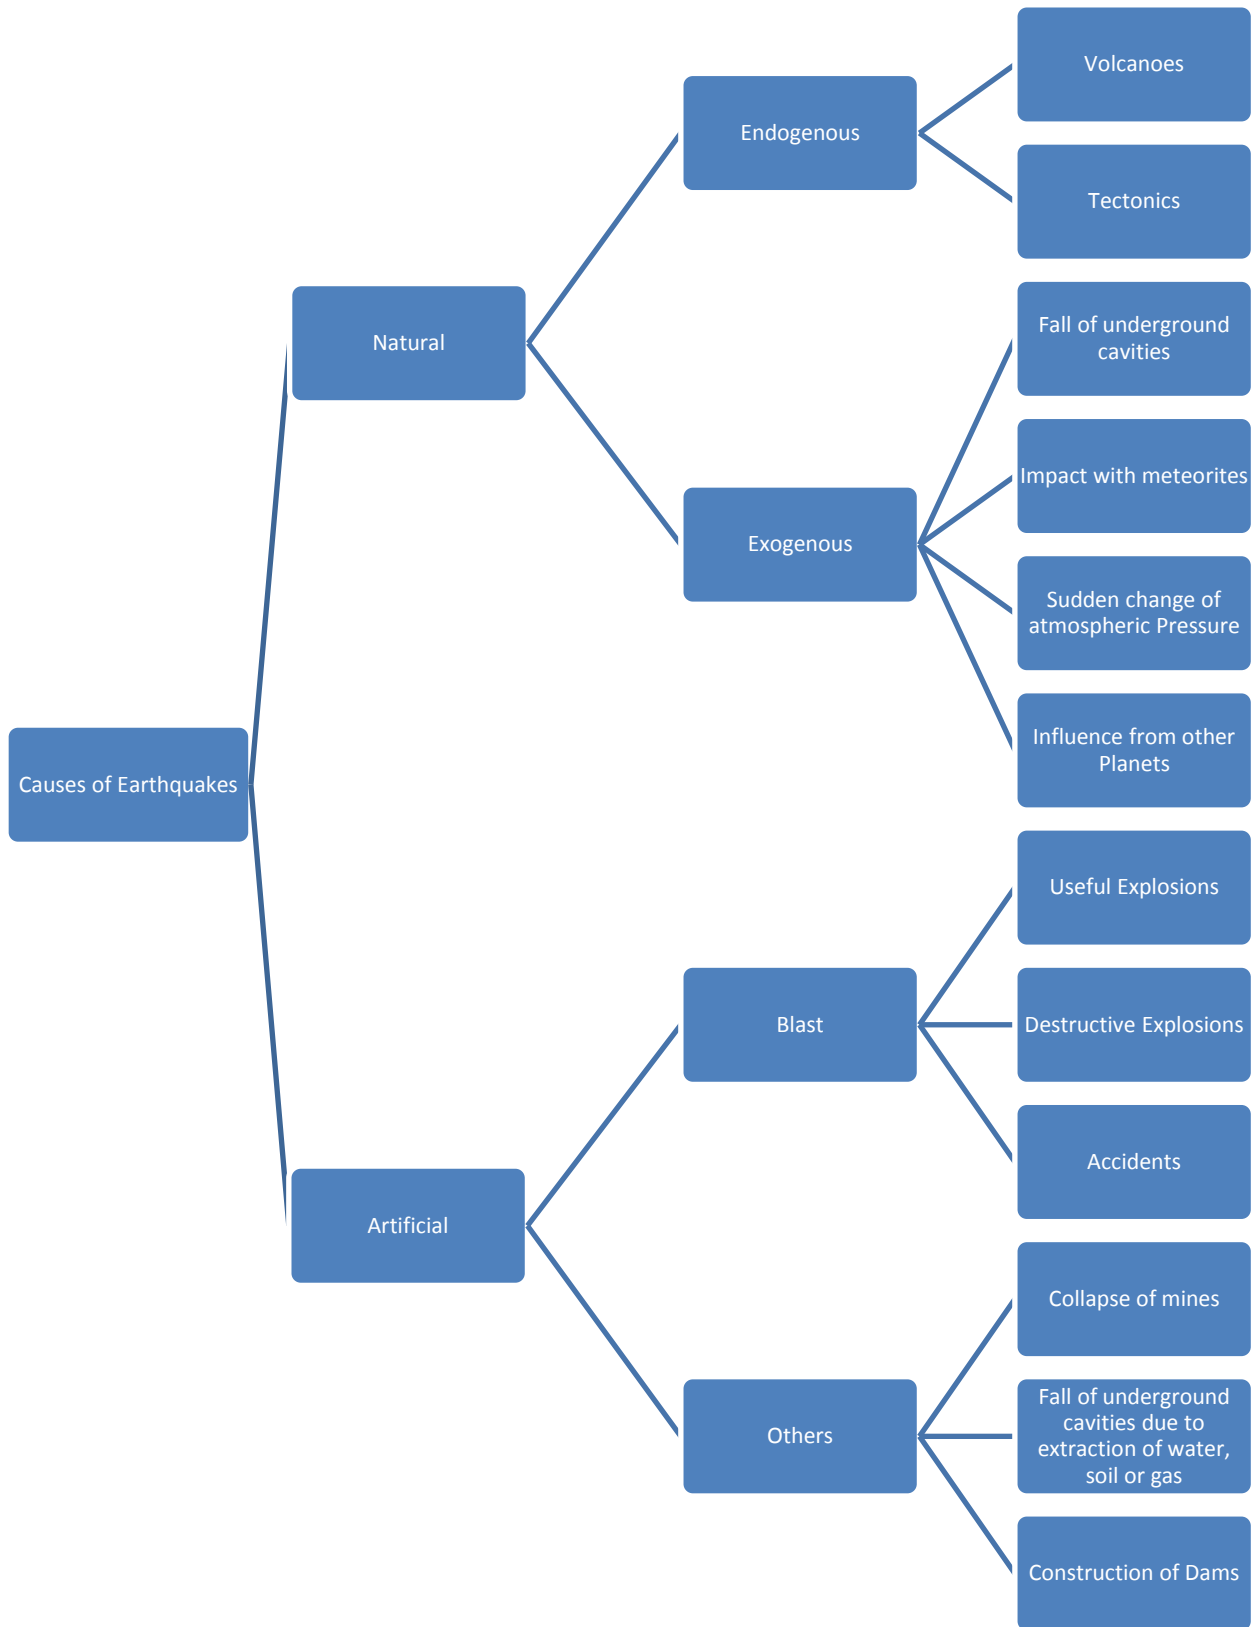 Volcanoes
Endogenous
Tectonics
Natural
Fall of underground
cavities
Impact with meteorites
Exogenous
Sudden change of
atmospheric Pressure
Influence from other
Planets
Causes of Earthquakes
Useful Explosions
Blast
Destructive Explosions
Accidents
Artificial
Collapse of mines
Others
Fall of underground
cavities due to
extraction of water,
soil or gas
Construction of Dams